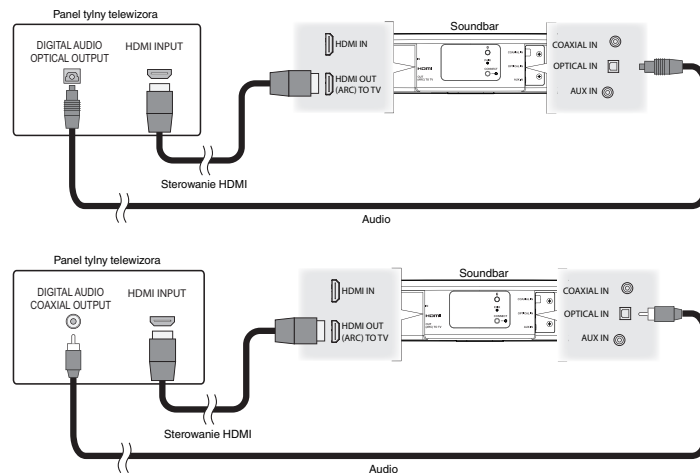 Panel tylny telewizora
Soundbar
DIGITAL AUDIO
OPTICAL OUTPUT
HDMI INPUT
HDMI IN
HDMI OUT
(ARC) TO TV
COAXIAL IN
OPTICAL IN
AUX IN
HDMI
Sterowanie HDMI
Audio
Panel tylny telewizora
Soundbar
DIGITAL AUDIO
COAXIAL OUTPUT
HDMI INPUT
HDMI IN
HDMI OUT
(ARC) TO TV
COAXIAL IN
OPTICAL IN
AUX IN
HDMI
Sterowanie HDMI
Audio